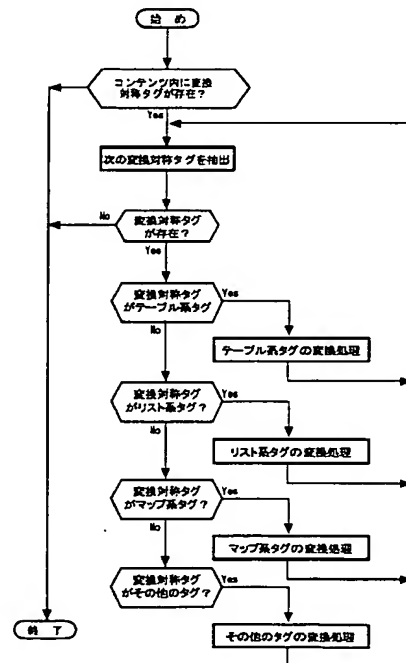 始 め
コンテンツ内に変換
対称タグが存在？
Yes
次の変換対称タグを抽出
No
変換対称タグ
が存在？
Yes
変換対称タグ
がテーブル系タグ
Yes
No
テーブル系タグの変換処理
変換対称タグ
がリスト系タグ？
Yes
No
リスト系タグの変換処理
変換対称タグ
がマップ系タグ？
Yes
No
マップ系タグの変換処理
変換対称タグ
がその他のタグ？
Yes
終 了
その他のタグの変換処理